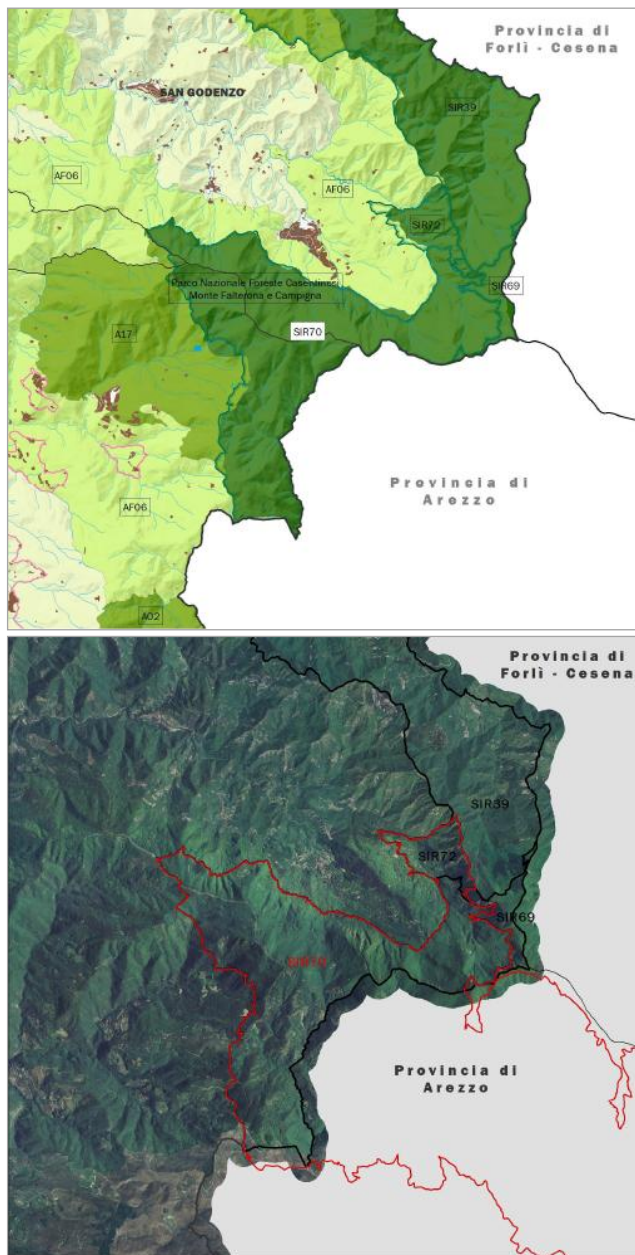 Provincia di
Forlì - Cesena
SAN GODENZO
SIR39
AF06
AF06
SIR72
Parco Nazionale Foreste Casentinesi
Monte Falterona e Campigna
SIR69
SIR70
A17
Provincia di
Arezzo
AF06
A02
Provincia di
Forlì - Cesena
SIR39
SIR72
SIR69
SIR70
Provincia di
Arezzo